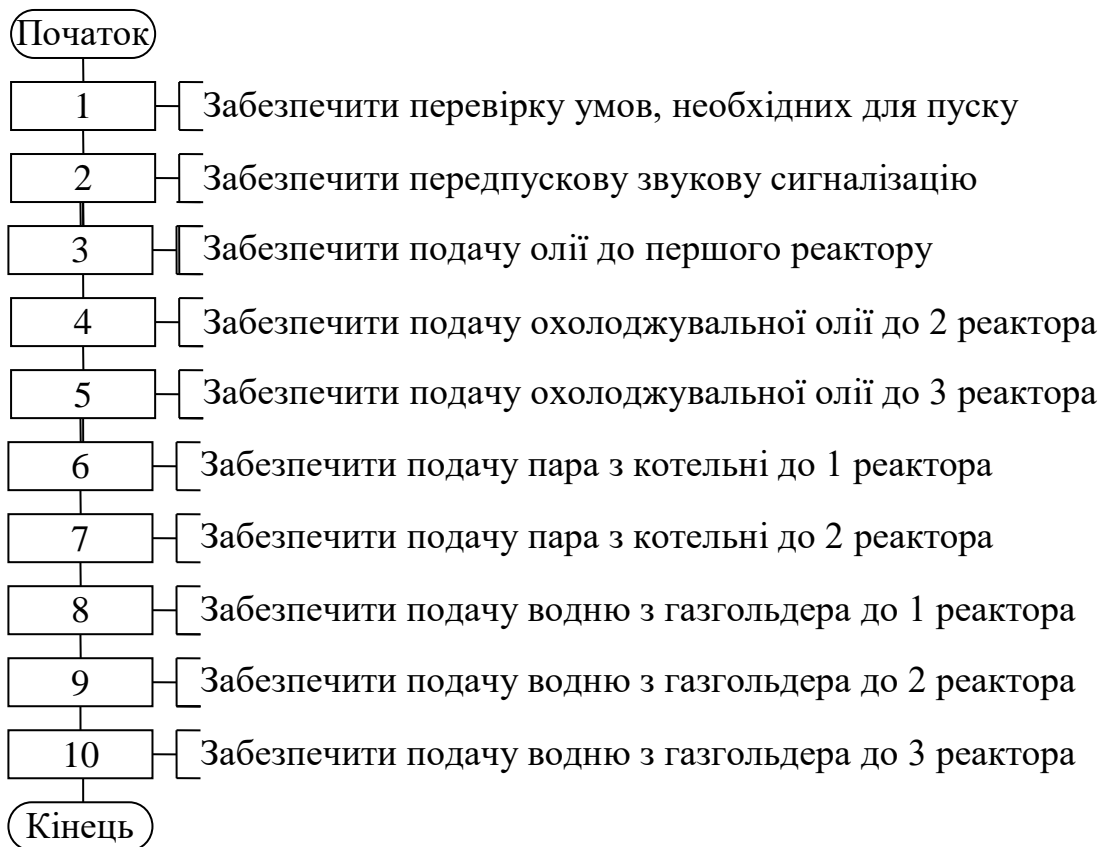 Початок
1 Забезпечити перевірку умов, необхідних для пуску
2 Забезпечити передпускову звукову сигналізацію
3 Забезпечити подачу олії до першого реактору
4 Забезпечити подачу охолоджувальної олії до 2 реактора
5 Забезпечити подачу охолоджувальної олії до 3 реактора
6 Забезпечити подачу пара з котельні до 1 реактора
7 Забезпечити подачу пара з котельні до 2 реактора
8 Забезпечити подачу водню з газгольдера до 1 реактора
9 Забезпечити подачу водню з газгольдера до 2 реактора
10 Забезпечити подачу водню з газгольдера до 3 реактора
Кінець